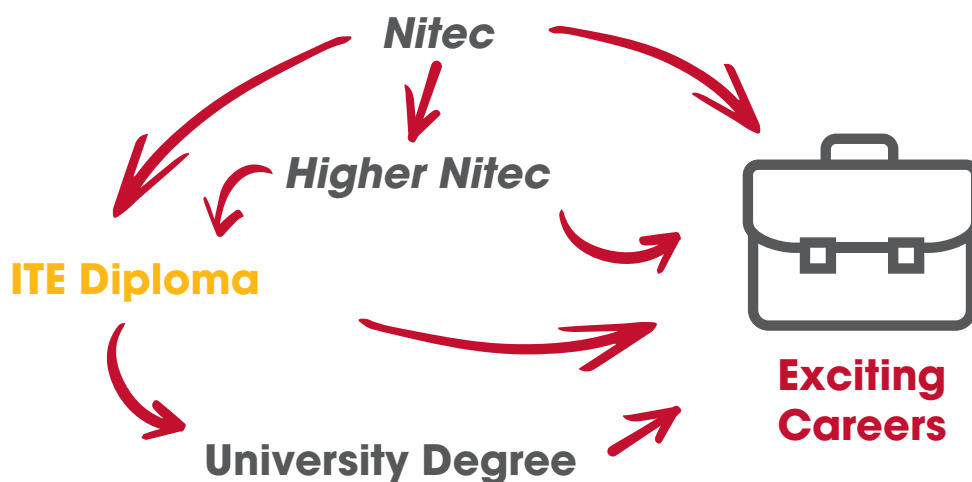 Nitec
Higher Nitec
ITE Diploma
Exciting
Careers
University Degree